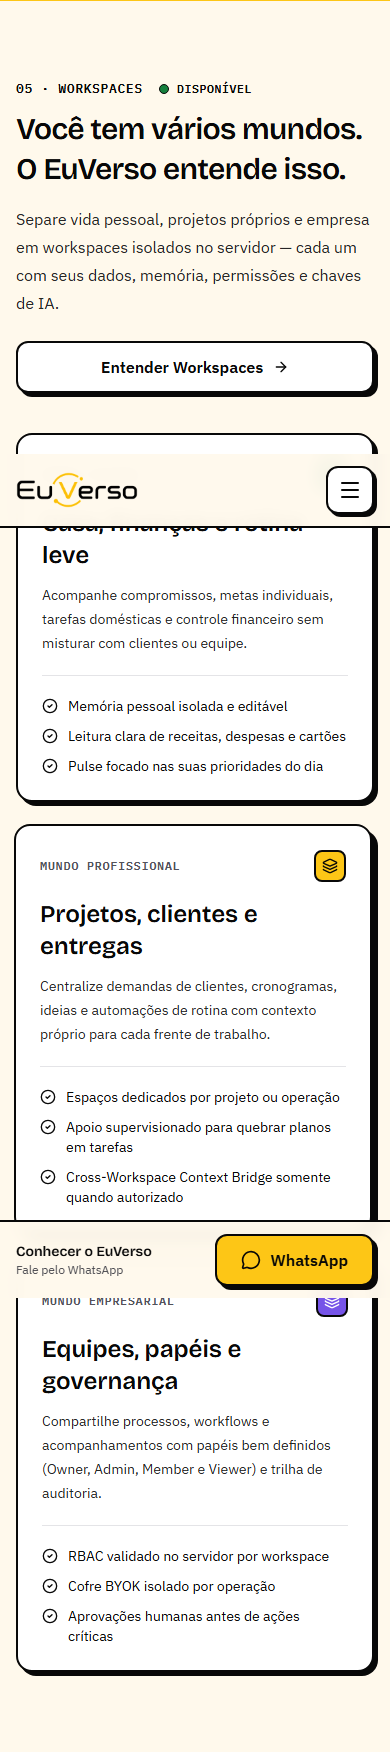 05 · WORKSPACES DISPONÍVEL
Você tem vários mundos.
O EuVerso entende isso.
Separe vida pessoal, projetos próprios e empresa
em workspaces isolados no servidor — cada um
com seus dados, memória, permissões e chaves
de IA.
Entender Workspaces →
EuVerso
Casa, finanças e rotina
leve
Acompanhe compromissos, metas individuais,
tarefas domésticas e controle financeiro sem
misturar com clientes ou equipe.
Memória pessoal isolada e editável
Leitura clara de receitas, despesas e cartões
Pulse focado nas suas prioridades do dia
MUNDO PROFISSIONAL
Projetos, clientes e
entregas
Centralize demandas de clientes, cronogramas,
ideias e automações de rotina com contexto
próprio para cada frente de trabalho.
Espaços dedicados por projeto ou operação
Apoio supervisionado para quebrar planos
em tarefas
Cross-Workspace Context Bridge somente
quando autorizado
Conhecer o EuVerso
Fale pelo WhatsApp
WhatsApp
MUNDO EMPRESARIAL
Equipes, papéis e
governança
Compartilhe processos, workflows e
acompanhamentos com papéis bem definidos
(Owner, Admin, Member e Viewer) e trilha de
auditoria.
RBAC validado no servidor por workspace
Cofre BYOK isolado por operação
Aprovações humanas antes de ações
críticas